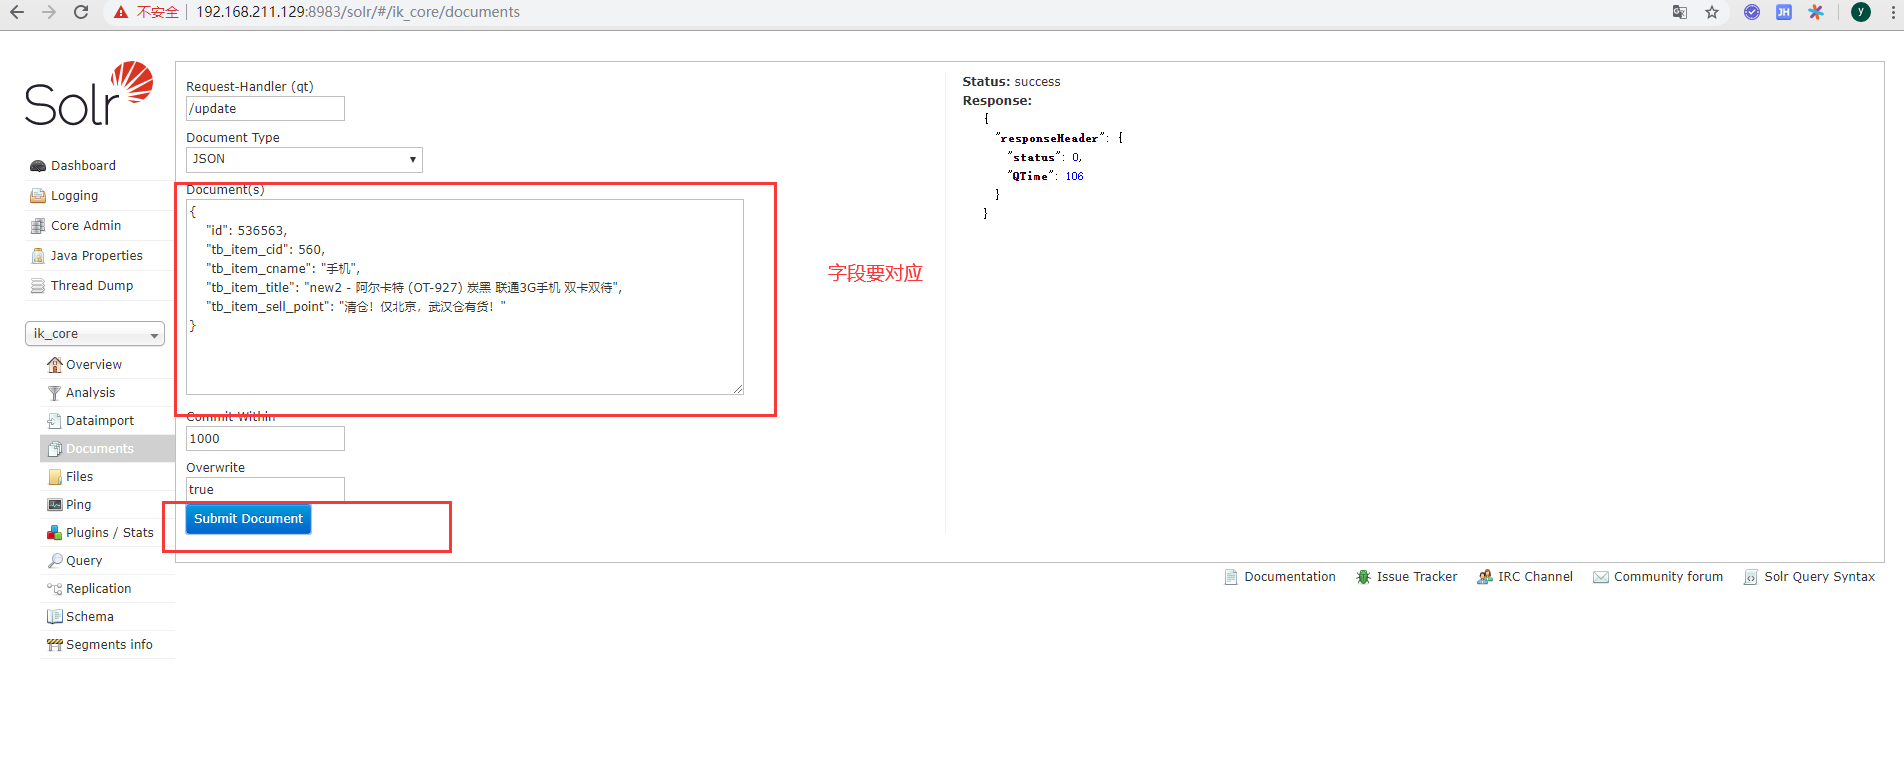 不安全
192.168.211.129:8983/solr/#/ik_core/documents
JH
y
Solr
Dashboard
Logging
Core Admin
Java Properties
Thread Dump
ik_core
Overview
Analysis
Dataimport
Documents
Files
Ping
Plugins / Stats
Query
Replication
Schema
Segments info
Request-Handler (qt)
/update
Document Type
JSON
Document(s)
{
"id": 536563,
"tb_item_cid": 560,
"tb_item_cname": "手机",
"tb_item_title": "new2 - 阿尔卡特 (OT-927) 炭黑 联通3G手机 双卡双待",
"tb_item_sell_point": "清仓！仅北京，武汉仓有货！"
}
Commit Within
1000
Overwrite
true
Submit Document
字段要对应
Status: success
Response:
{
"responseHeader": {
"status": 0,
"QTime": 106
}
}
Documentation
Issue Tracker
IRC Channel
Community forum
Solr Query Syntax